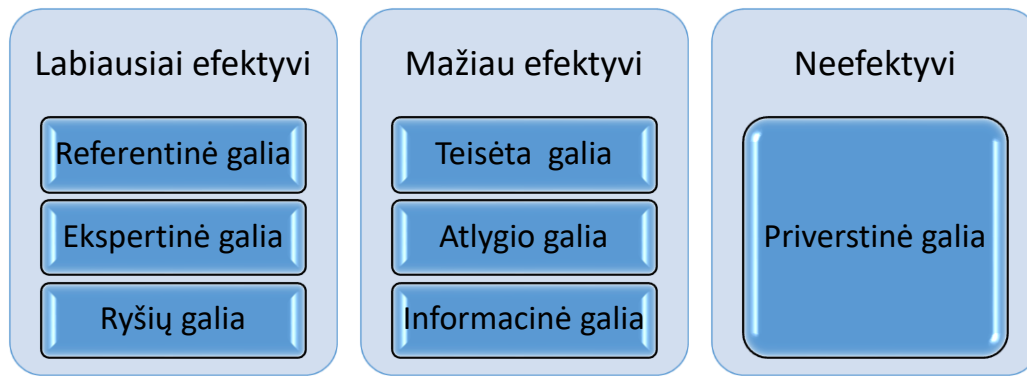 Labiausiai efektyvi
Referentinė galia
Ekspertinė galia
Ryšių galia
Mažiau efektyvi
Teisėta  galia
Atlygio galia
Informacinė galia
Neefektyvi
Priverstinė galia